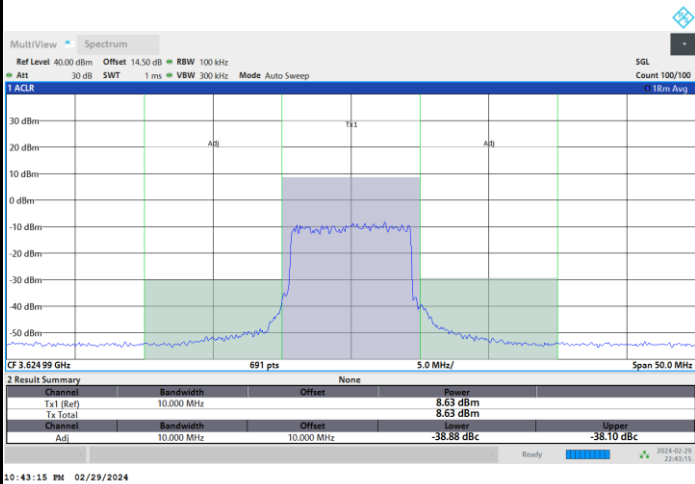 MultiView Spectrum
Ref Level 40.00 dBm Offset 14.50 dB RBW 100 kHz SGL
Att 30 dB SWT 1 ms VBW 300 kHz Mode Auto Sweep Count 100/100
1 ACLR 1Rm Avg
Tx1
Adj Adj
30 dBm
20 dBm
10 dBm
0 dBm
-10 dBm
-20 dBm
-30 dBm
-40 dBm
-50 dBm
CF 3.624 99 GHz 691 pts 5.0 MHz/ Span 50.0 MHz
2 Result Summary None
Channel Bandwidth Offset Power
Tx1 (Ref) 10.000 MHz 8.63 dBm
Tx Total 8.63 dBm
Channel Bandwidth Offset Lower Upper
Adj 10.000 MHz 10.000 MHz -38.88 dBc -38.10 dBc
Ready 2024-02-29
22:43:15
10:43:15 PM 02/29/2024